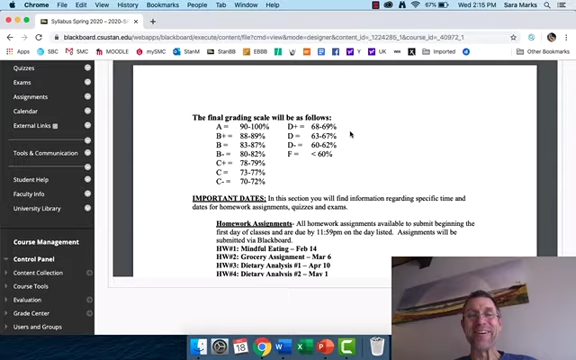 Chrome File Edit View History Bookmarks People Tab Window Help
67% Wed 2:15 PM Sara Marks
Syllabus Spring 2020 – 2020-S
blackboard.csustan.edu/webapps/blackboard/execute/content/file?cmd=view&mode=designer&content_id=_1224285_1&course_id=_40972_1
Apps SBC SMC MOODLE mySMC StanM StanBB EBBB Y UK Imported Other Bookmarks
Quizzes
Exams
Assignments
Calendar
External Links
Tools & Communication
Student Help
Faculty Info
University Library
Course Management
Control Panel
Content Collection
Course Tools
Evaluation
Grade Center
Users and Groups
The final grading scale will be as follows:
A = 90-100% D+ = 68-69%
B+ = 88-89% D = 63-67%
B = 83-87% D- = 60-62%
B- = 80-82% F = < 60%
C+ = 78-79%
C = 73-77%
C- = 70-72%
IMPORTANT DATES: In this section you will find information regarding specific time and
dates for homework assignments, quizzes and exams.
Homework Assignments- All homework assignments available to submit beginning the
first day of classes and are due by 11:59pm on the day listed. Assignments will be
submitted via Blackboard.
HW#1: Mindful Eating – Feb 14
HW#2: Grocery Assignment – Mar 6
HW#3: Dietary Analysis #1 – Apr 10
HW#4: Dietary Analysis #2 – May 1
18